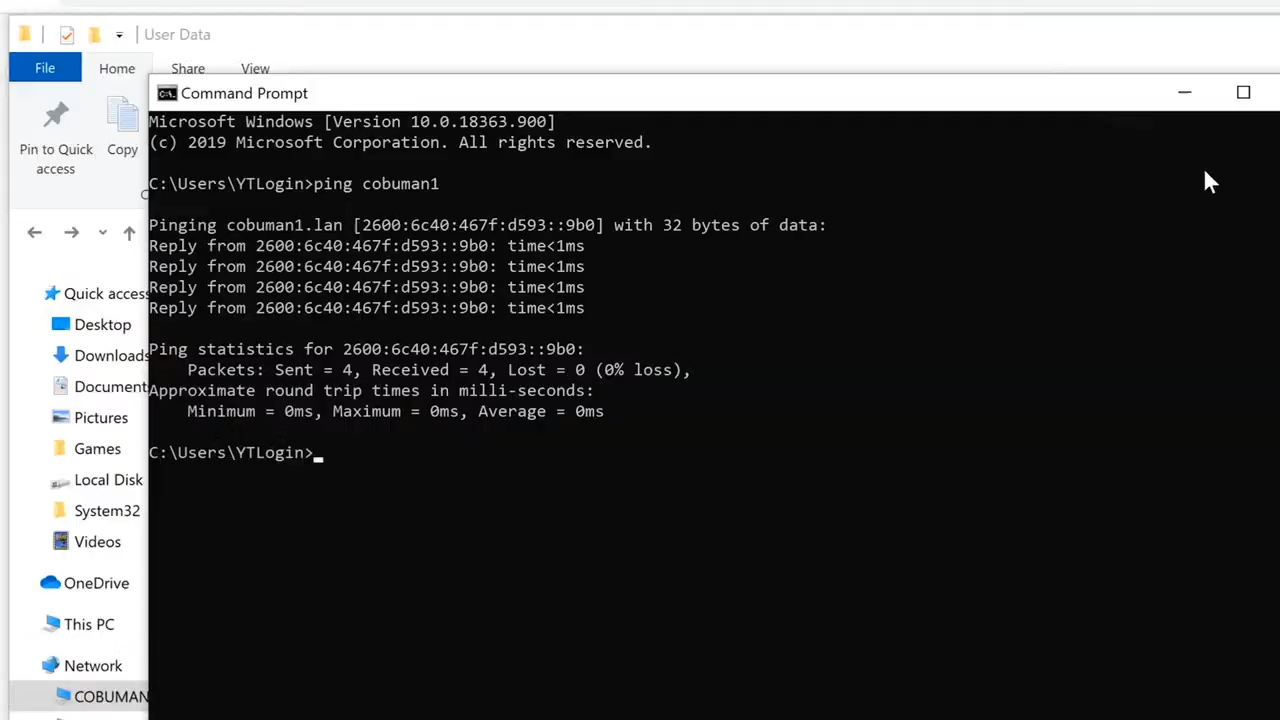 User Data
File
Home
Share
View
Command Prompt
Pin to Quick
access
Copy
Microsoft Windows [Version 10.0.18363.900]
(c) 2019 Microsoft Corporation. All rights reserved.
C:\Users\YTLogin>ping cobuman1
Pinging cobuman1.lan [2600:6c40:467f:d593::9b0] with 32 bytes of data:
Reply from 2600:6c40:467f:d593::9b0: time<1ms
Reply from 2600:6c40:467f:d593::9b0: time<1ms
Reply from 2600:6c40:467f:d593::9b0: time<1ms
Reply from 2600:6c40:467f:d593::9b0: time<1ms
Ping statistics for 2600:6c40:467f:d593::9b0:
Packets: Sent = 4, Received = 4, Lost = 0 (0% loss),
Approximate round trip times in milli-seconds:
Minimum = 0ms, Maximum = 0ms, Average = 0ms
C:\Users\YTLogin>
Quick access
Desktop
Downloads
Document
Pictures
Games
Local Disk
System32
Videos
OneDrive
This PC
Network
COBUMAN